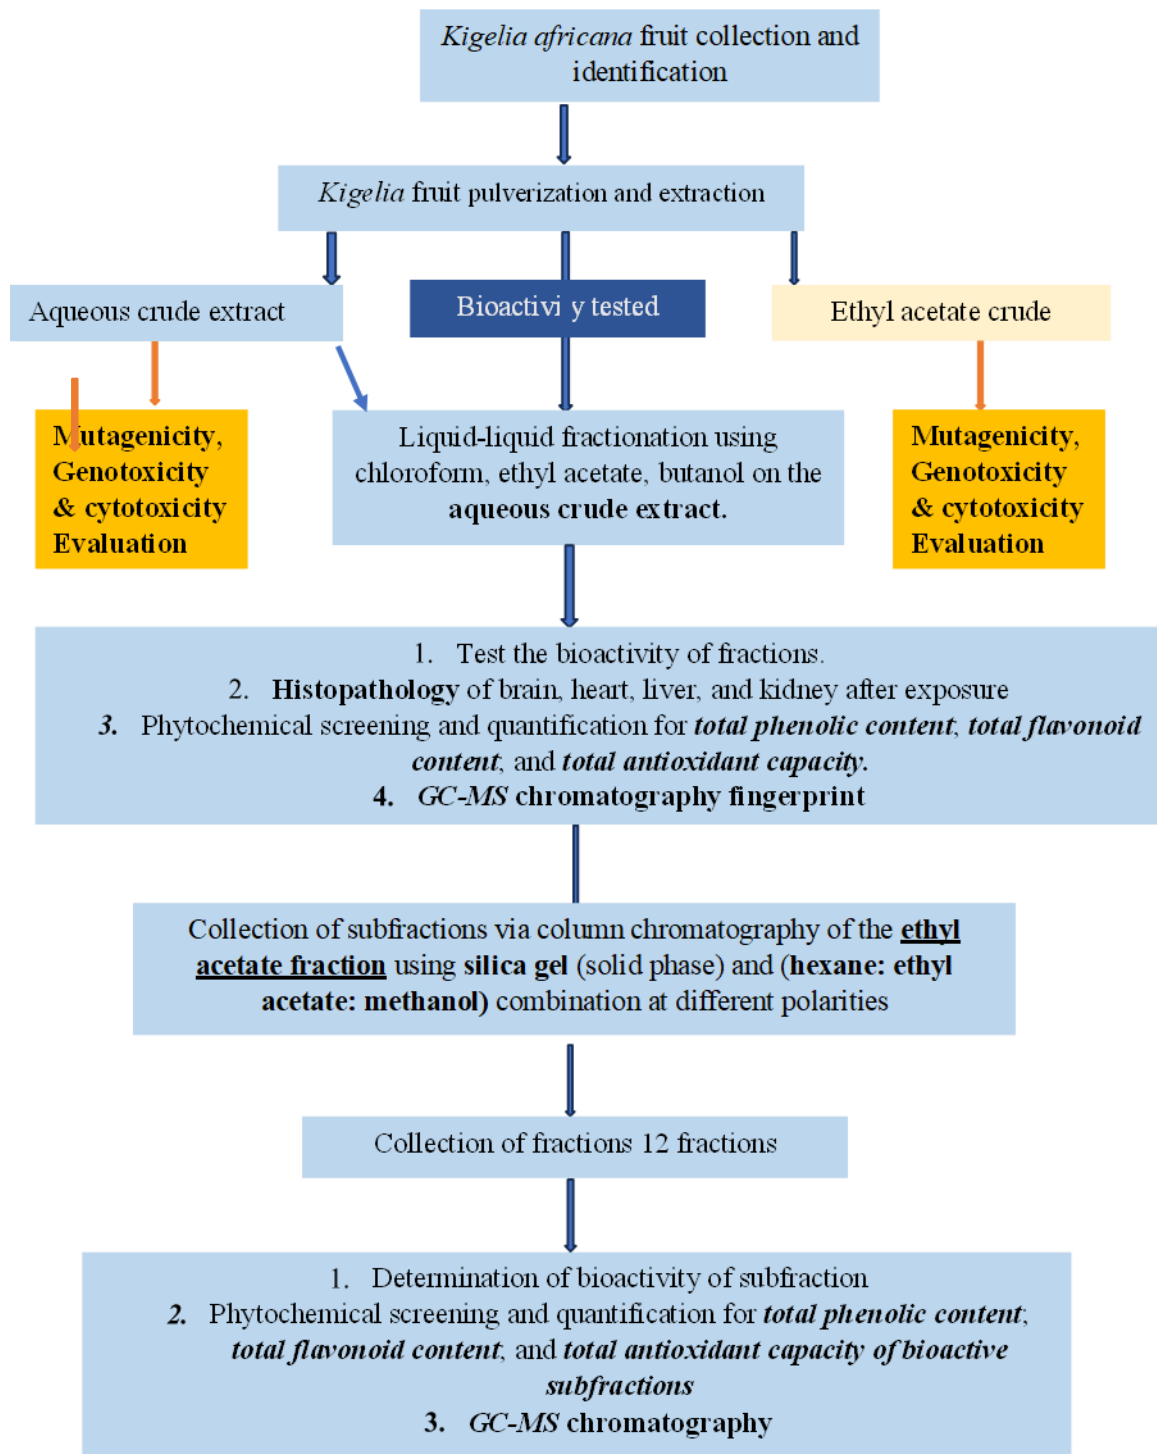 Kigelia africana fruit collection and
identification
Kigelia fruit pulverization and extraction
Aqueous crude extract
Bioactivi y tested
Ethyl acetate crude
Mutagenicity,
Genotoxicity
& cytotoxicity
Evaluation
Liquid-liquid fractionation using
chloroform, ethyl acetate, butanol on the
aqueous crude extract.
Mutagenicity,
Genotoxicity
& cytotoxicity
Evaluation
1. Test the bioactivity of fractions.
2. Histopathology of brain, heart, liver, and kidney after exposure
3. Phytochemical screening and quantification for total phenolic content; total flavonoid
content; and total antioxidant capacity.
4. GC-MS chromatography fingerprint
Collection of subfractions via column chromatography of the ethyl
acetate fraction using silica gel (solid phase) and (hexane: ethyl
acetate: methanol) combination at different polarities
Collection of fractions 12 fractions
1. Determination of bioactivity of subfraction
2. Phytochemical screening and quantification for total phenolic content;
total flavonoid content; and total antioxidant capacity of bioactive
subfractions
3. GC-MS chromatography